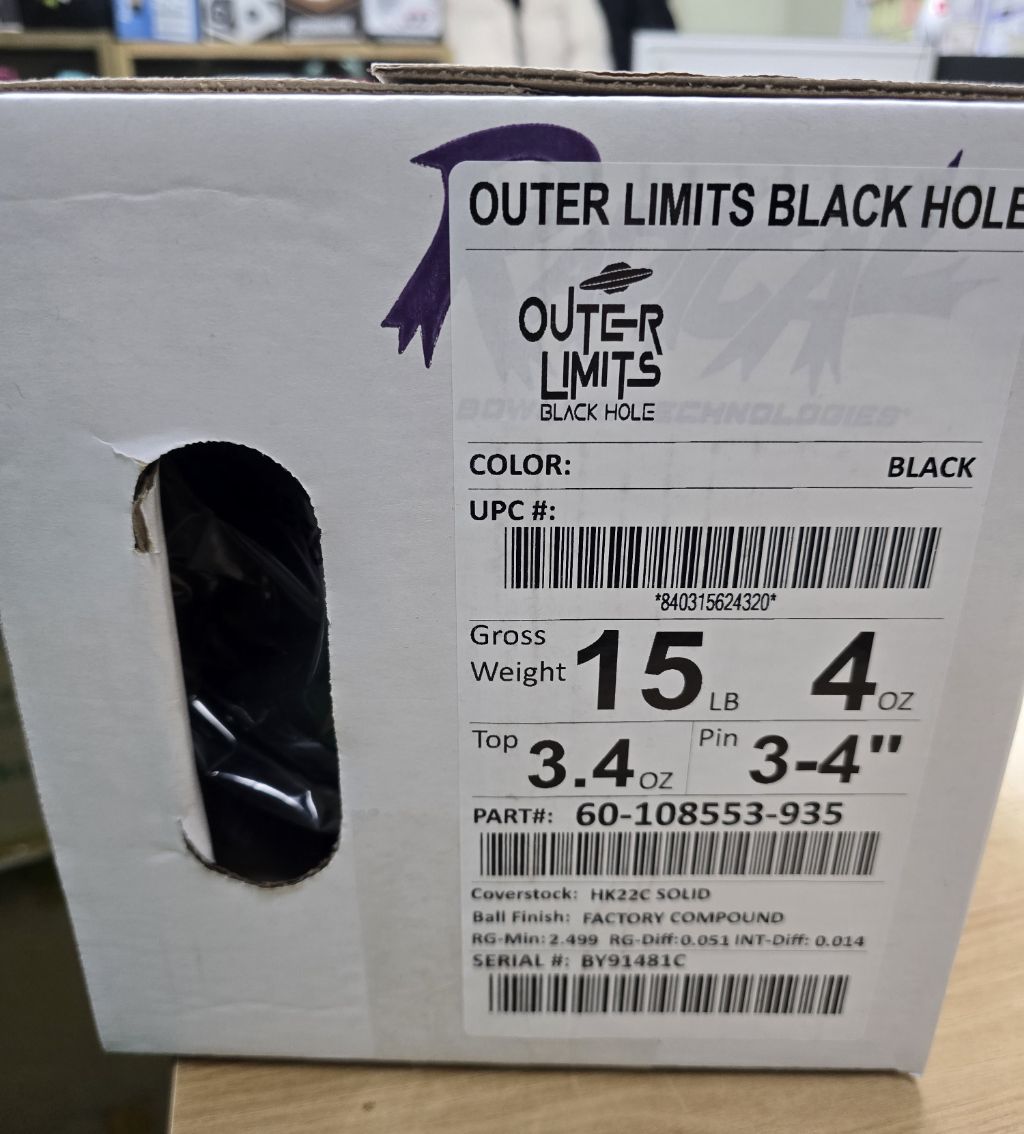 OUTER LIMITS BLACK HOLE
OUTER
LIMITS
BLACK HOLE
TECHNOLOGIES
COLOR: BLACK
UPC #:
*840315624320*
Gross Weight 15 LB 4 OZ
Top 3.4 OZ Pin 3-4"
PART#: 60-108553-935
Coverstock: HK22C SOLID
Ball Finish: FACTORY COMPOUND
RG-Min: 2.499 RG-Diff: 0.051 INT-Diff: 0.014
SERIAL #: BY91481C